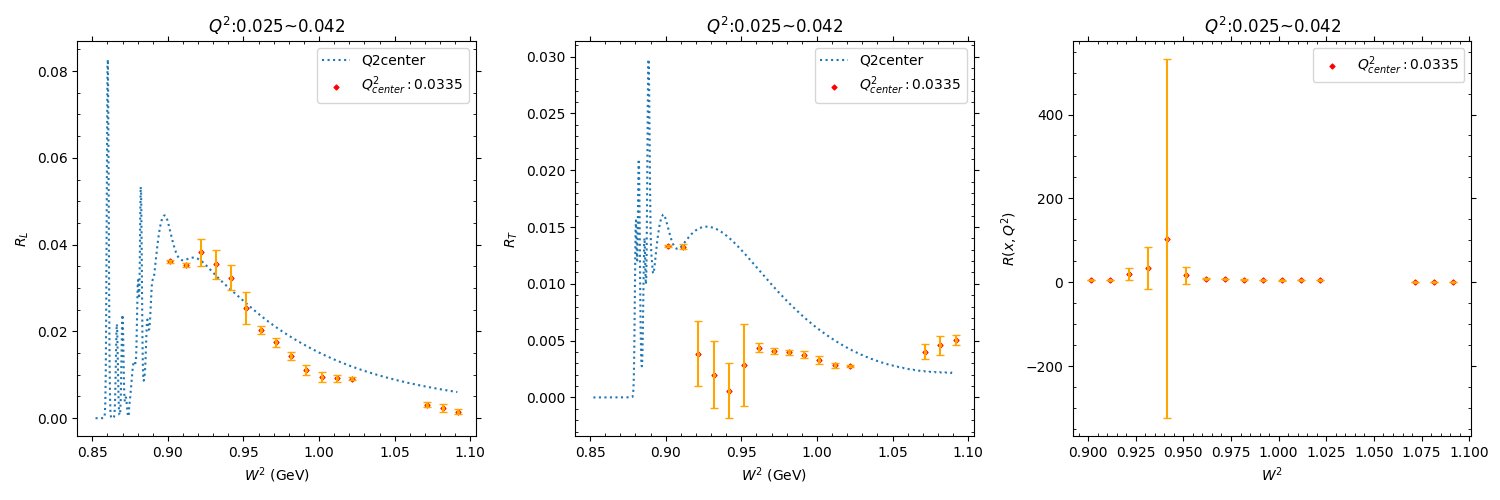 Q²:0.025~0.042
R_L
0.08
0.06
0.04
0.02
0.00
Q2center
Q²_center : 0.0335
0.85 0.90 0.95 1.00 1.05 1.10
W² (GeV)
Q²:0.025~0.042
R_T
0.030
0.025
0.020
0.015
0.010
0.005
0.000
Q2center
Q²_center : 0.0335
0.85 0.90 0.95 1.00 1.05 1.10
W² (GeV)
Q²:0.025~0.042
R(x, Q²)
400
200
0
−200
Q²_center : 0.0335
0.900 0.925 0.950 0.975 1.000 1.025 1.050 1.075 1.100
W²